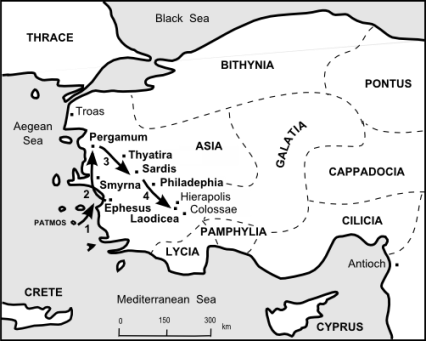 Black Sea
THRACE
BITHYNIA
PONTUS
Troas
Aegean
Sea
Pergamum
ASIA
GALATIA
3
Thyatira
Sardis
CAPPADOCIA
Smyrna
4
Philadephia
2
Hierapolis
Ephesus
Colossae
Laodicea
PATMOS
1
PAMPHYLIA
CILICIA
LYCIA
Antioch
CRETE
Mediterranean Sea
0 150 300
km
CYPRUS